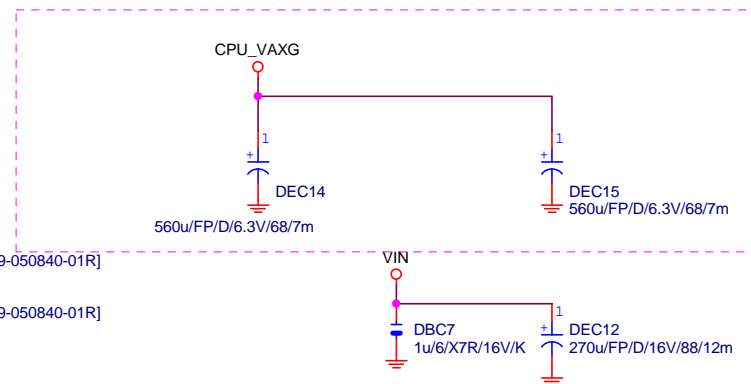 CPU_VAXG
1
1
+
+
DEC14
DEC15
560u/FP/D/6.3V/68/7m
560u/FP/D/6.3V/68/7m
9-050840-01R]
VIN
9-050840-01R]
1
+
DBC7
DEC12
1u/6/X7R/16V/K
270u/FP/D/16V/88/12m